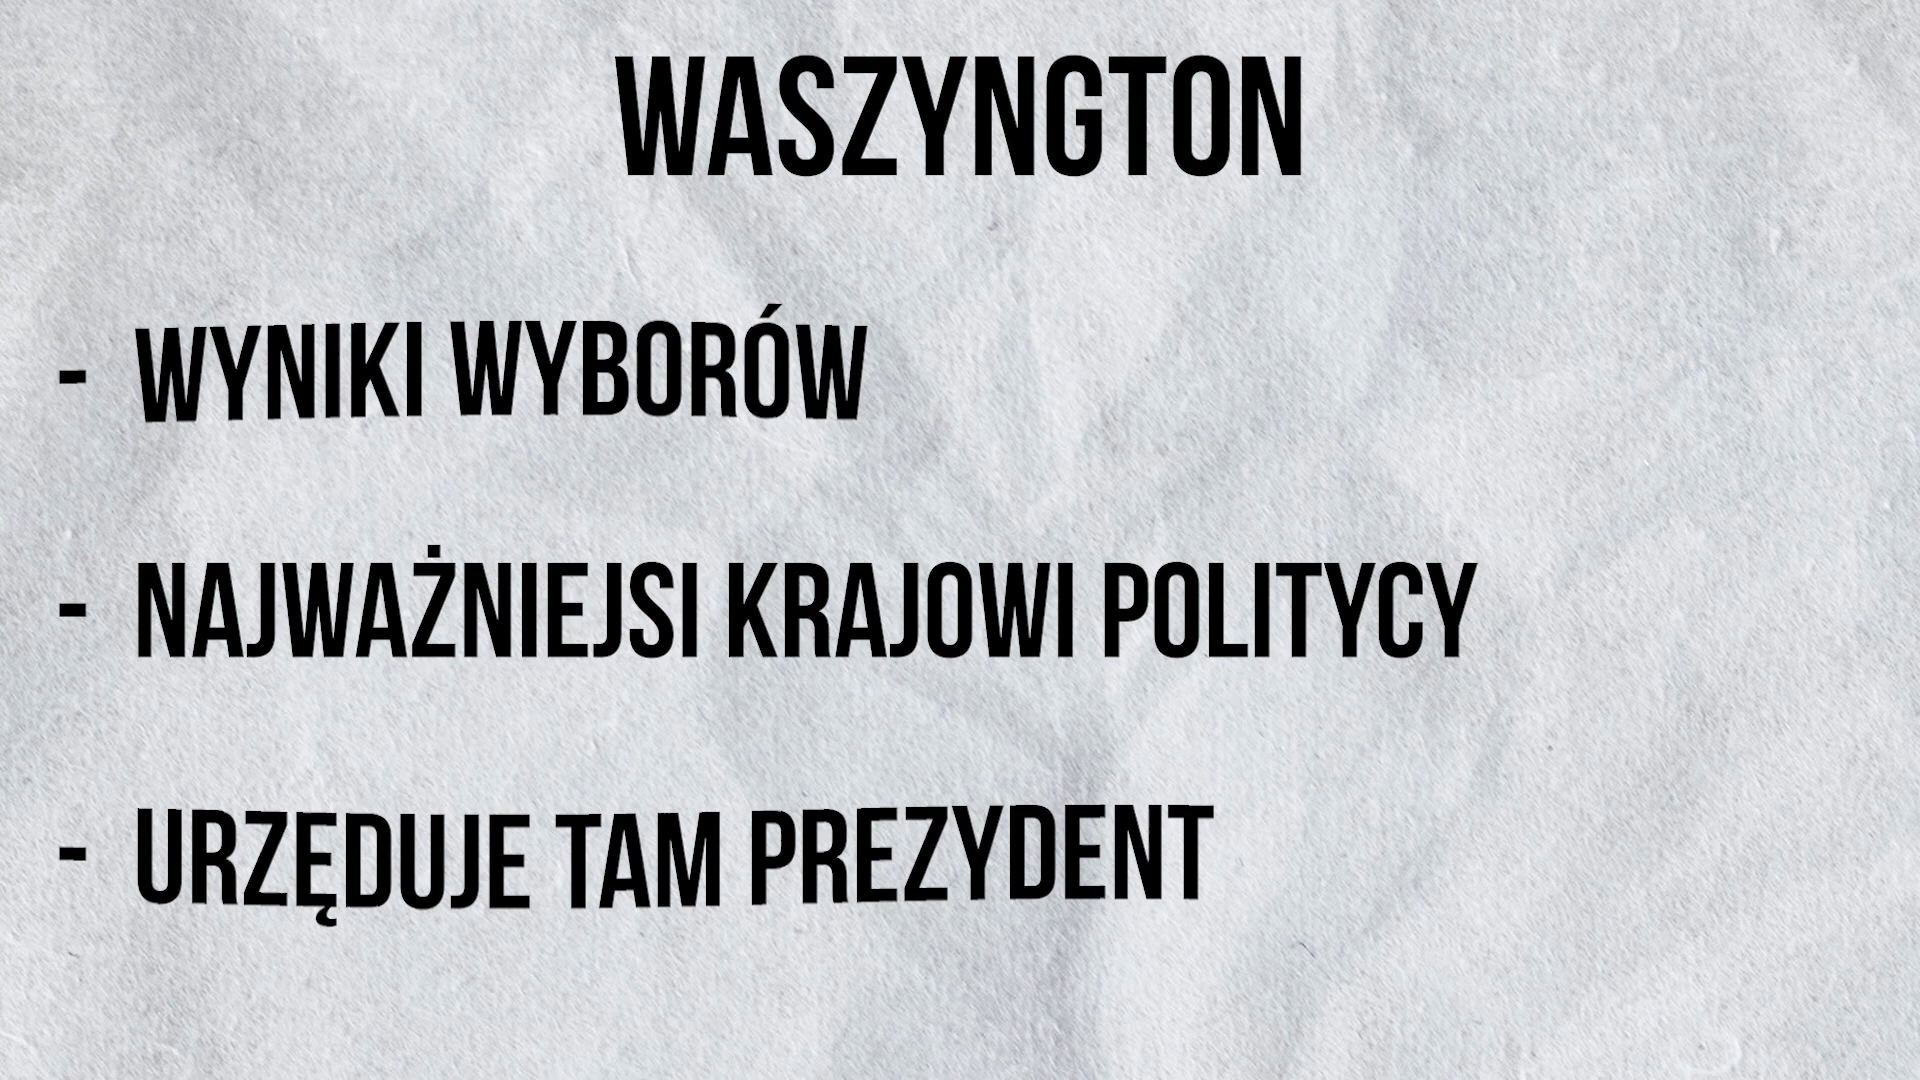 WASZYNGTON
- WYNIKI WYBORÓW
- NAJWAŻNIEJSI KRAJOWI POLITYCY
- URZĘDUJE TAM PREZYDENT